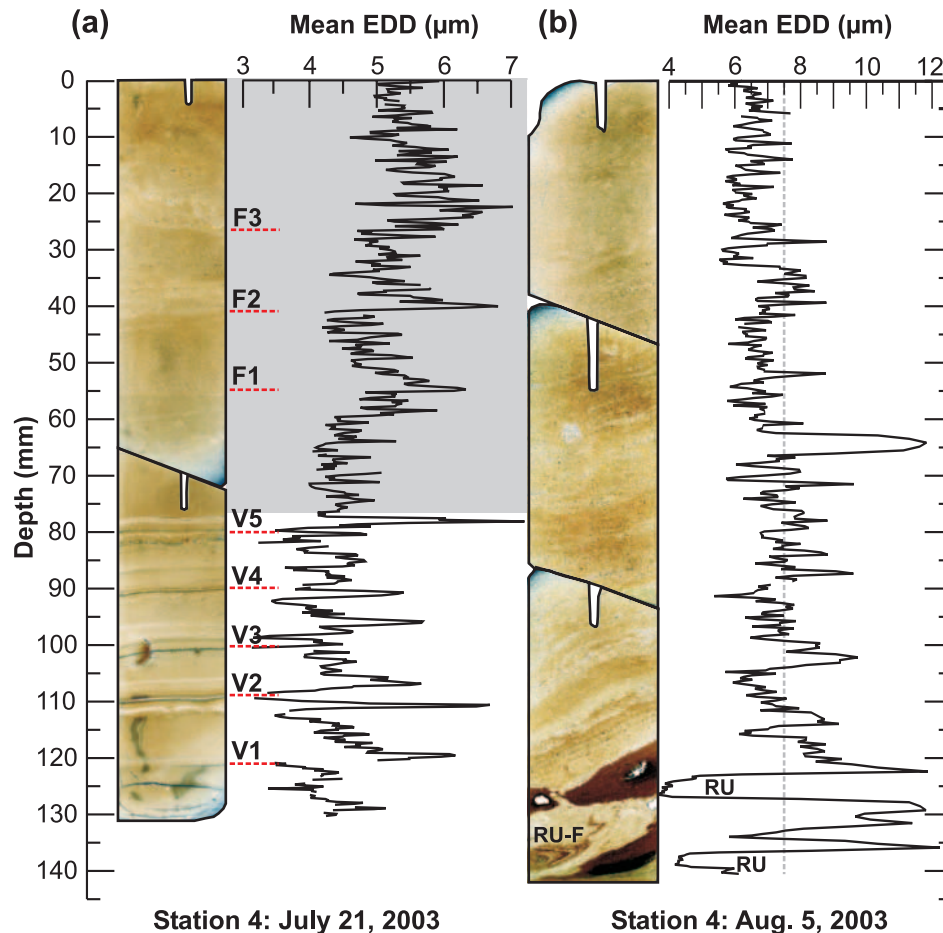 (a)
Mean EDD (µm)
3 4 5 6 7
(b)
Mean EDD (µm)
4 6 8 10 12
Depth (mm)
0
10
20
30
40
50
60
70
80
90
100
110
120
130
140
F3
F2
F1
V5
V4
V3
V2
V1
RU
RU-F
RU
Station 4: July 21, 2003
Station 4: Aug. 5, 2003